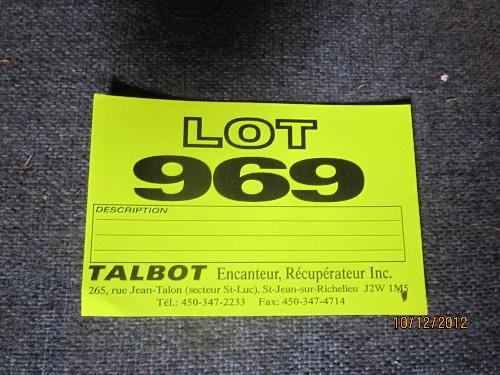 LOT
969
DESCRIPTION
TALBOT Encanteur, Récupérateur Inc.
265, rue Jean-Talon (secteur St-Luc), St-Jean-sur-Richelieu J2W 1M5
Tél.: 450-347-2233 Fax: 450-347-4714
10/12/2012